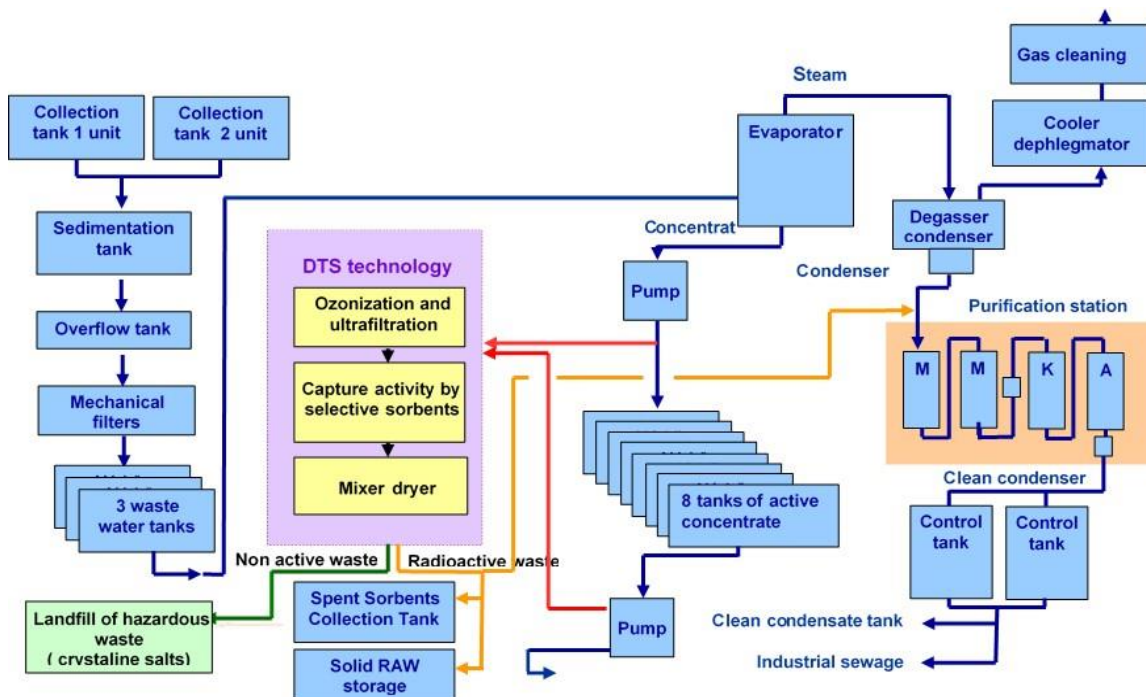 Collection
tank 1 unit
Collection
tank 2 unit
Sedimentation
tank
Overflow tank
Mechanical
filters
3 waste
water tanks
Landfill of hazardous
waste
( crystaline salts)
DTS technology
Ozonization and
ultrafiltration
Capture activity by
selective sorbents
Mixer dryer
Non active waste
Radioactive waste
Spent Sorbents
Collection Tank
Solid RAW
storage
Steam
Evaporator
Concentrat
Pump
8 tanks of active
concentrate
Pump
Gas cleaning
Cooler
dephlegmator
Degasser
condenser
Condenser
Purification station
M
M
K
A
Clean condenser
Control
tank
Control
tank
Clean condensate tank
Industrial sewage